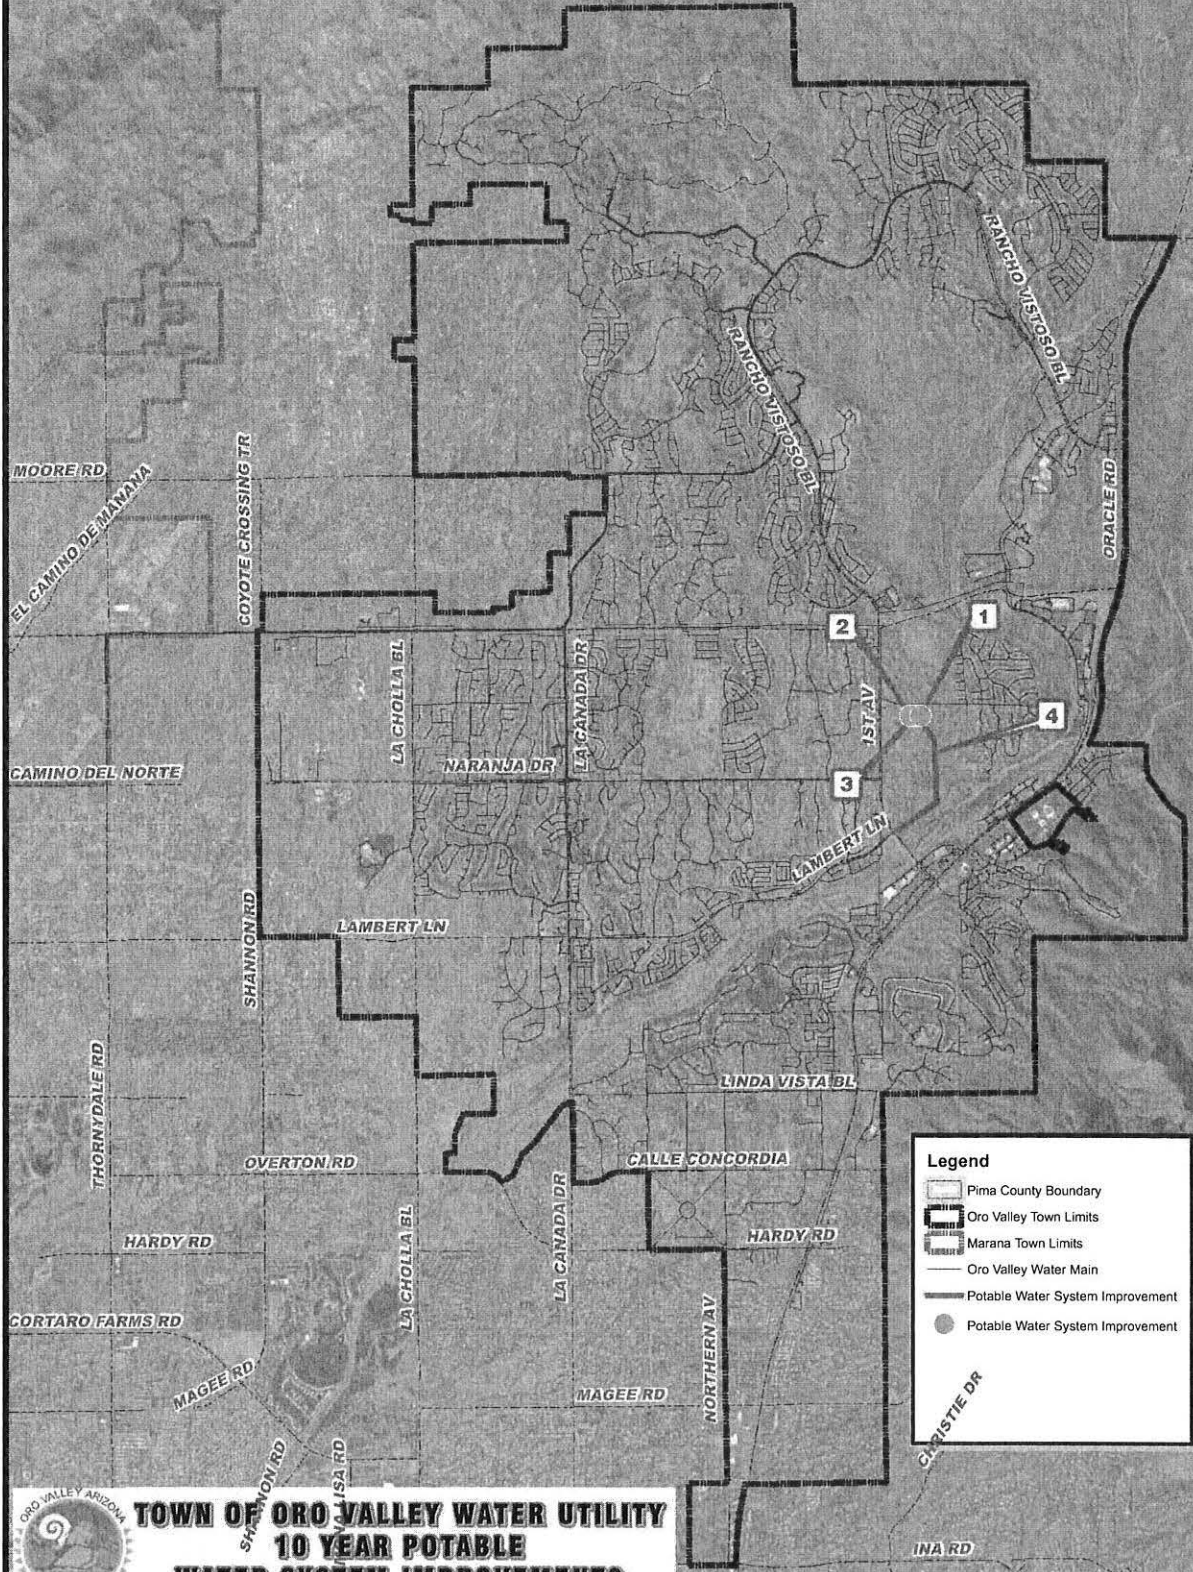 RANCHO VISTOSO BL
RANCHO VISTOSO BL
MOORE RD
EL CAMINO DE MANANA
COYOTE CROSSING TR
ORACLE RD
2
1
LA CHOLLA BL
LA CANADA DR
1ST AV
4
CAMINO DEL NORTE
NARANJA DR
3
LAMBERT LN
SHANNON RD
LAMBERT LN
THORNYDALE RD
LINDA VISTA BL
OVERTON RD
CALLE CONCORDIA
LA CHOLLA BL
LA CANADA DR
HARDY RD
HARDY RD
CORTARO FARMS RD
MAGEE RD
MAGEE RD
NORTHERN AV
CHRISTIE DR
SHANNON RD
INA RD
Legend
Pima County Boundary
Oro Valley Town Limits
Marana Town Limits
Oro Valley Water Main
Potable Water System Improvement
Potable Water System Improvement
ORO VALLEY ARIZONA
TOWN OF ORO VALLEY WATER UTILITY
10 YEAR POTABLE
WATER SYSTEM IMPROVEMENTS